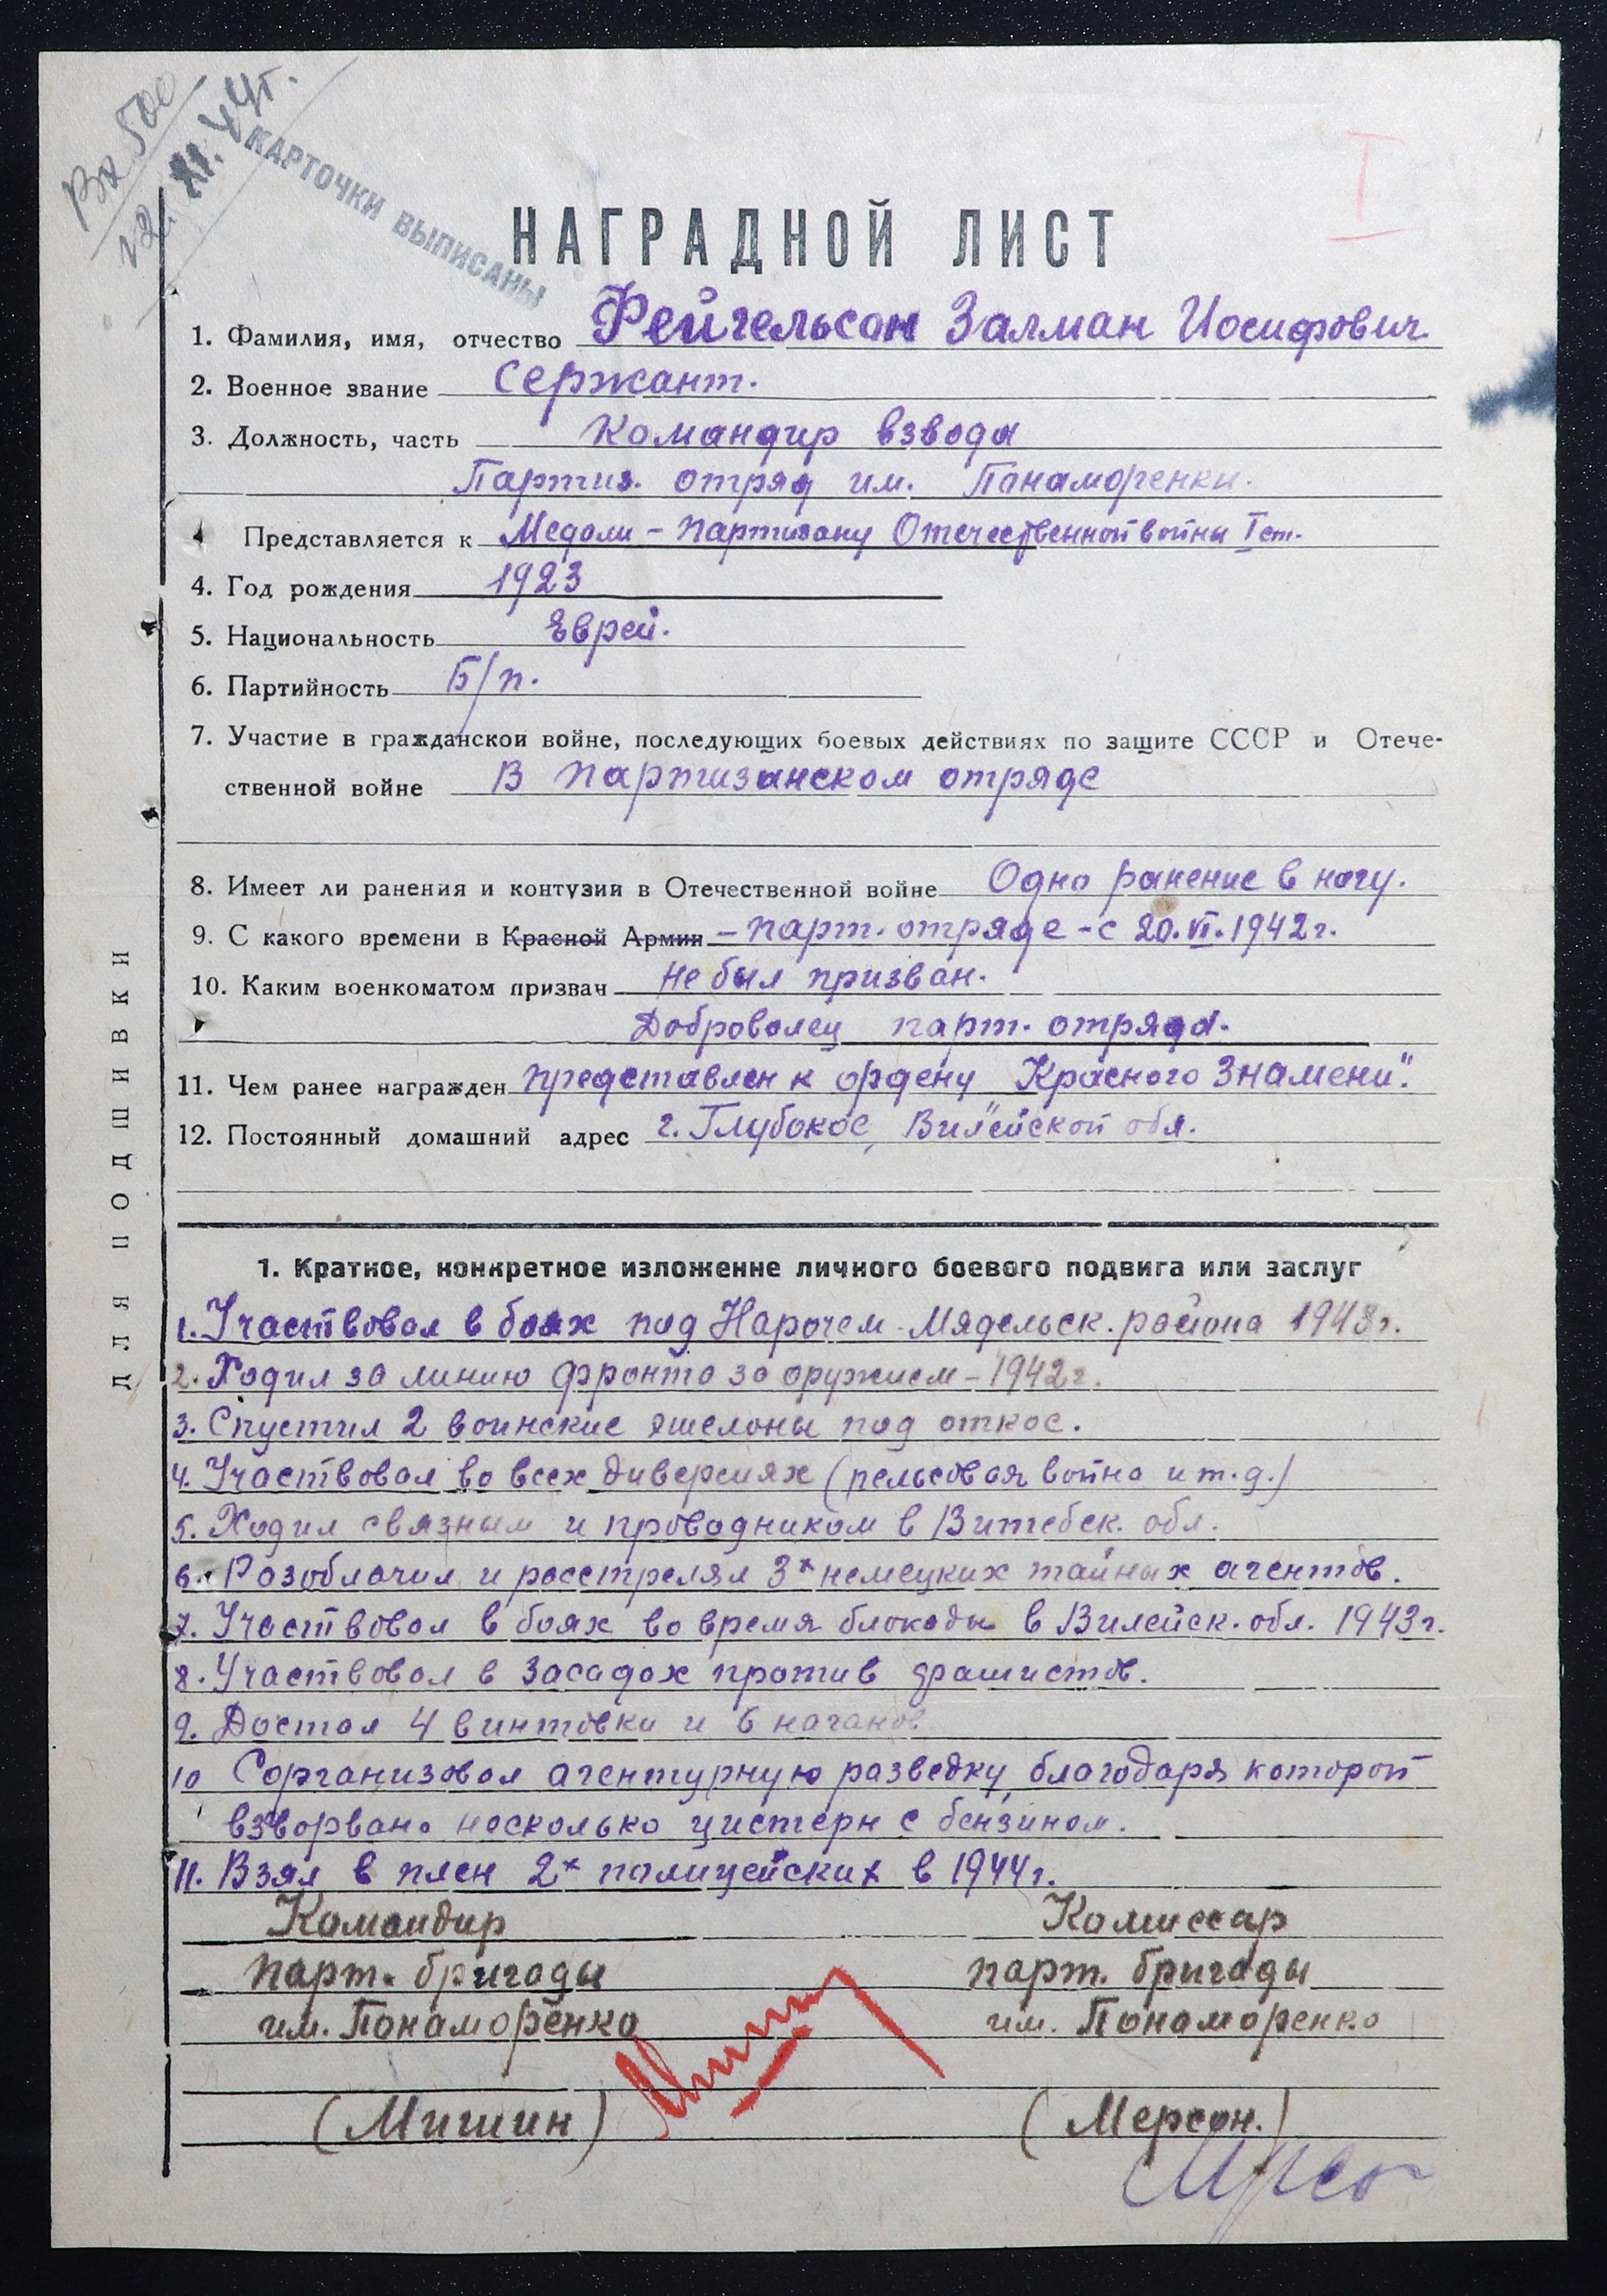 Вх 500
12. XI. 44г.
КАРТОЧКИ ВЫПИСАНЫ
I
НАГРАДНОЙ ЛИСТ
1. Фамилия, имя, отчество Фейгельсон Залман Иосифович
2. Военное звание Сержант.
3. Должность, часть Командир взвода
Партиз. отряд им. Панаморенки.
Представляется к Медали - Партизану Отечественной войны I ст.
4. Год рождения 1923
5. Национальность Еврей.
6. Партийность Б/п.
7. Участие в гражданской войне, последующих боевых действиях по защите СССР и Отече-
ственной войне В партизанском отряде
8. Имеет ли ранения и контузии в Отечественной войне Одно ранение в ногу.
9. С какого времени в Красной Армии - парт. отряде - с 20.VI.1942г.
10. Каким военкоматом призван Не был призван.
Доброволец парт. отряда.
11. Чем ранее награжден представлен к ордену "Красного Знамени".
12. Постоянный домашний адрес г. Глубокое, Вилейской обл.
ДЛЯ ПОДШИВКИ
1. Краткое, конкретное изложение личного боевого подвига или заслуг
1. Участвовал в боях под Нарочем - Мядельск. района 1943г.
2. Ходил за линию фронта за оружием - 1942г.
3. Спустил 2 воинские эшелоны под откос.
4. Участвовал во всех диверсиях (рельсовая война и т.д.)
5. Ходил связным и проводником в Витебск. обл.
6. Разоблачил и расстрелял 3х немецких тайных агентов.
7. Участвовал в боях во время блокады в Вилейск. обл. 1943г.
8. Участвовал в засадах против фашистов.
9. Достал 4 винтовки и 6 наганов
10 Сорганизовал агентурную разведку, благодаря которой
взворвано несколько цистерн с бензином.
11. Взял в плен 2х полицейских в 1944г.
Командир Комиссар
парт. бригады парт. бригады
им. Понаморенко им. Понаморенко
(Мишин) (Мерсон.)